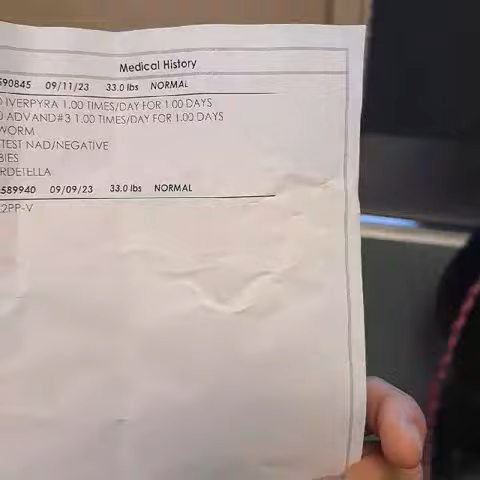 Medical History
590845 09/11/23 33.0 lbs NORMAL
IVERPYRA 1.00 TIMES/DAY FOR 1.00 DAYS
ADVAND#3 1.00 TIMES/DAY FOR 1.00 DAYS
WORM
TEST NAD/NEGATIVE
BIES
RDETELLA
589940 09/09/23 33.0 lbs NORMAL
2PP-V